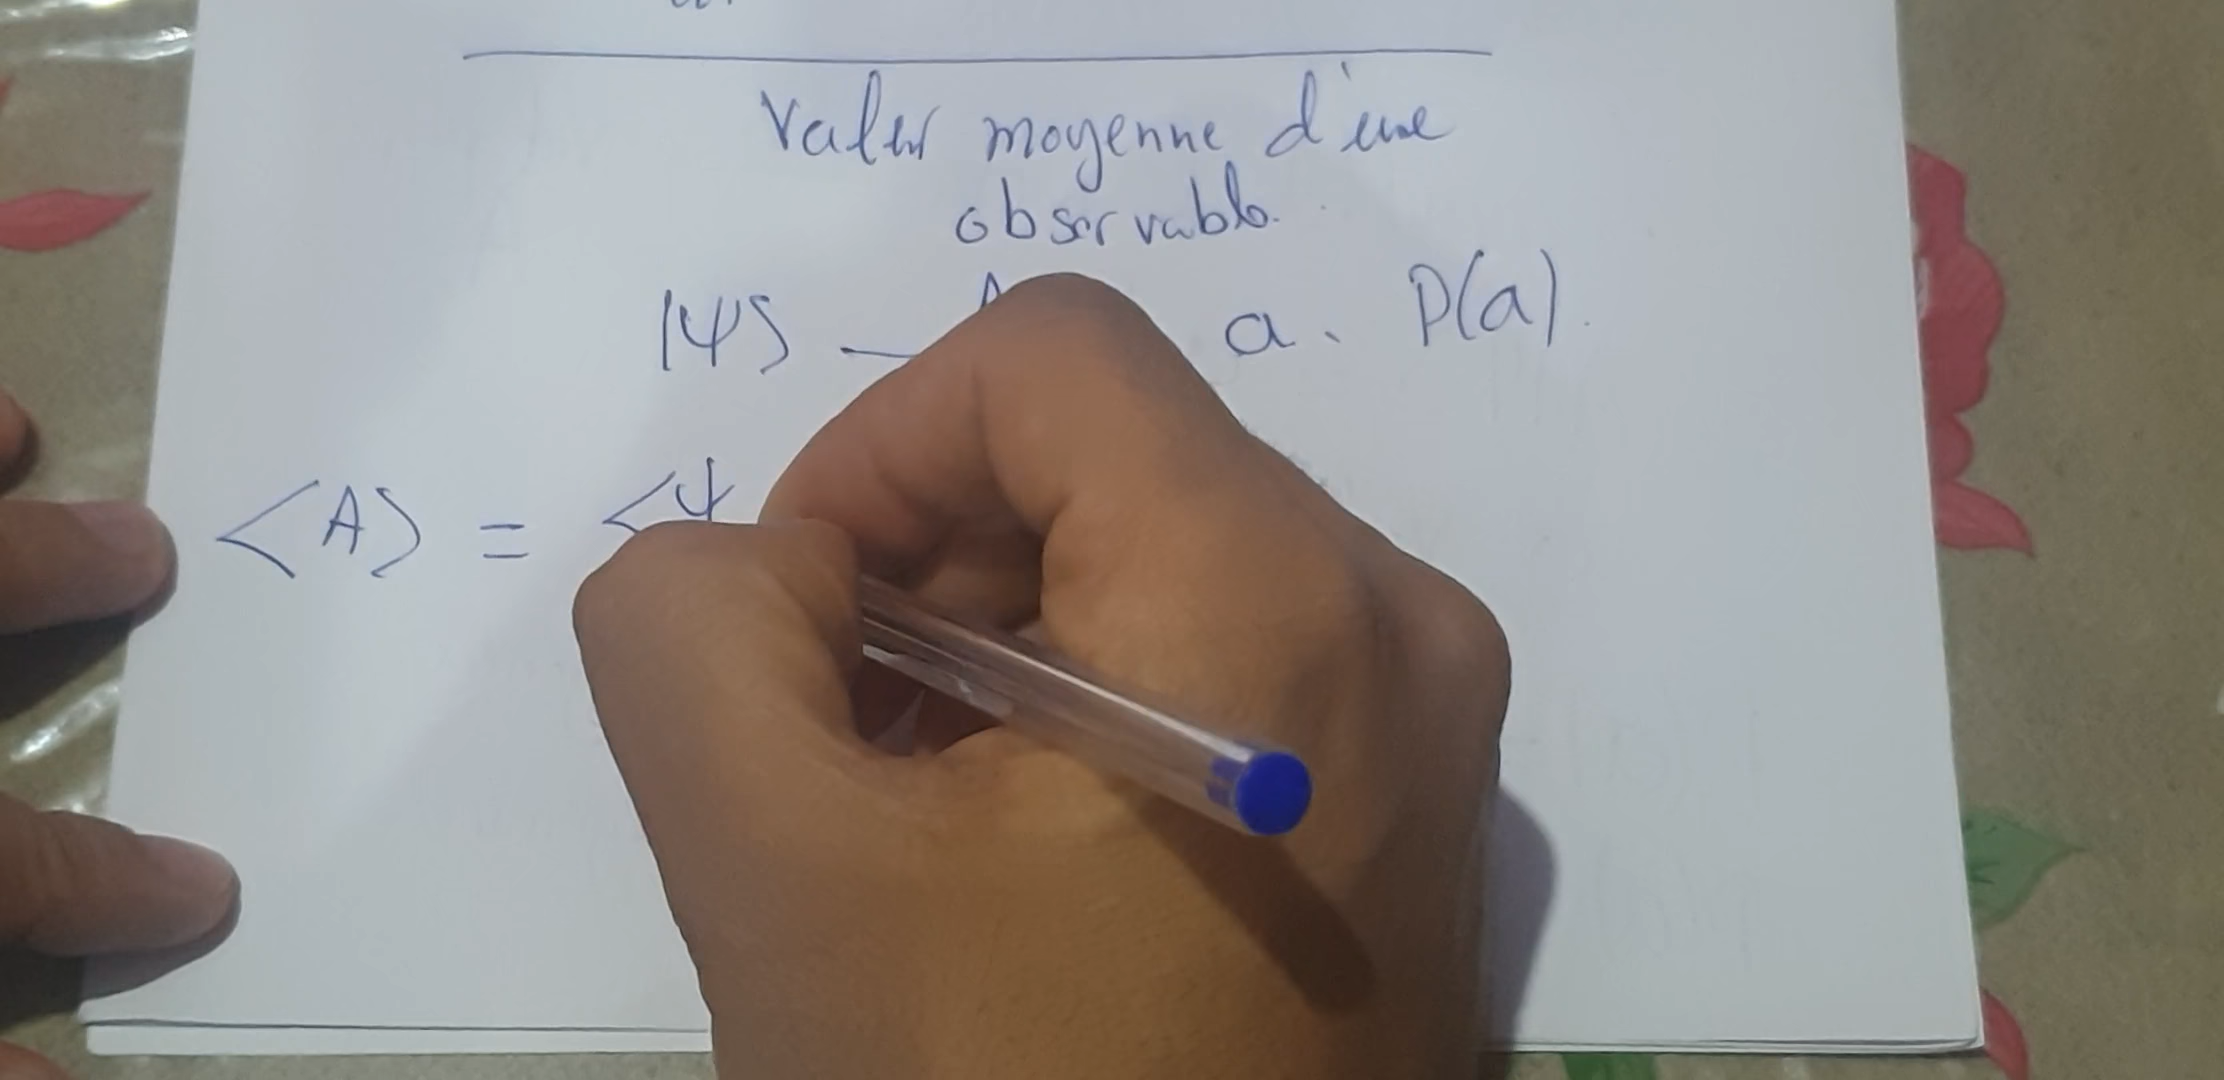 Valeur moyenne d'une
observable.
|ψ> — A a. P(a).
<A> = <ψ